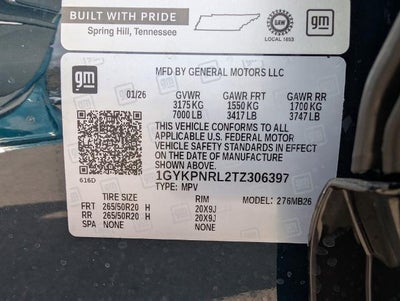 BUILT WITH PRIDE
Spring Hill, Tennessee
LOCAL 1853
gm
gm
MFD BY GENERAL MOTORS LLC
01/26 GVWR GAWR FRT GAWR RR
3175 KG 1550 KG 1700 KG
7000 LB 3417 LB 3747 LB
THIS VEHICLE CONFORMS TO ALL
APPLICABLE U.S. FEDERAL MOTOR
VEHICLE SAFETY STANDARDS IN
EFFECT ON THE DATE OF MANUFACTURE
SHOWN ABOVE.
1GYKPNRL2TZ306397
616D TYPE: MPV
TIRE SIZE RIM MODEL: 276MB26
FRT 265/50R20 H 20X9J
RR 265/50R20 H 20X9J
SPA NONE NONE